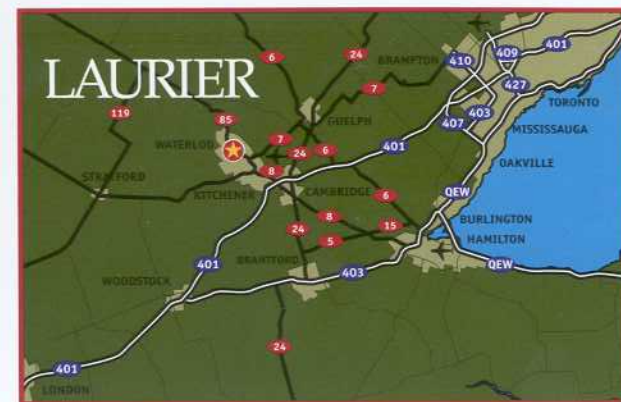 LAURIER
6
24
BRAMPTON
410
409
401
427
7
TORONTO
119
85
GUELPH
403
407
MISSISSAUGA
WATERLOO
7
24
6
401
OAKVILLE
STRATFORD
8
KITCHENER
CAMBRIDGE
6
QEW
BURLINGTON
24
8
15
HAMILTON
5
401
BRANTFORD
403
QEW
WOODSTOCK
24
401
LONDON